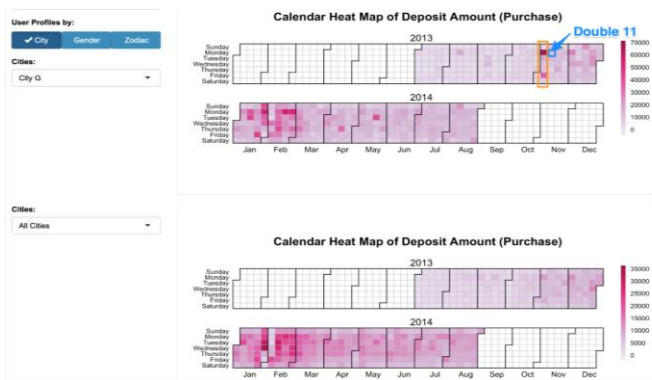 User Profiles by:
City Gender Zodiac
Cities:
City G
Calendar Heat Map of Deposit Amount (Purchase)
Double 11
2013
Sunday
Monday
Tuesday
Wednesday
Thursday
Friday
Saturday
70000
60000
50000
40000
30000
20000
10000
0
2014
Sunday
Monday
Tuesday
Wednesday
Thursday
Friday
Saturday
Jan Feb Mar Apr May Jun Jul Aug Sep Oct Nov Dec
Cities:
All Cities
Calendar Heat Map of Deposit Amount (Purchase)
2013
Sunday
Monday
Tuesday
Wednesday
Thursday
Friday
Saturday
35000
30000
25000
20000
15000
10000
5000
0
2014
Sunday
Monday
Tuesday
Wednesday
Thursday
Friday
Saturday
Jan Feb Mar Apr May Jun Jul Aug Sep Oct Nov Dec